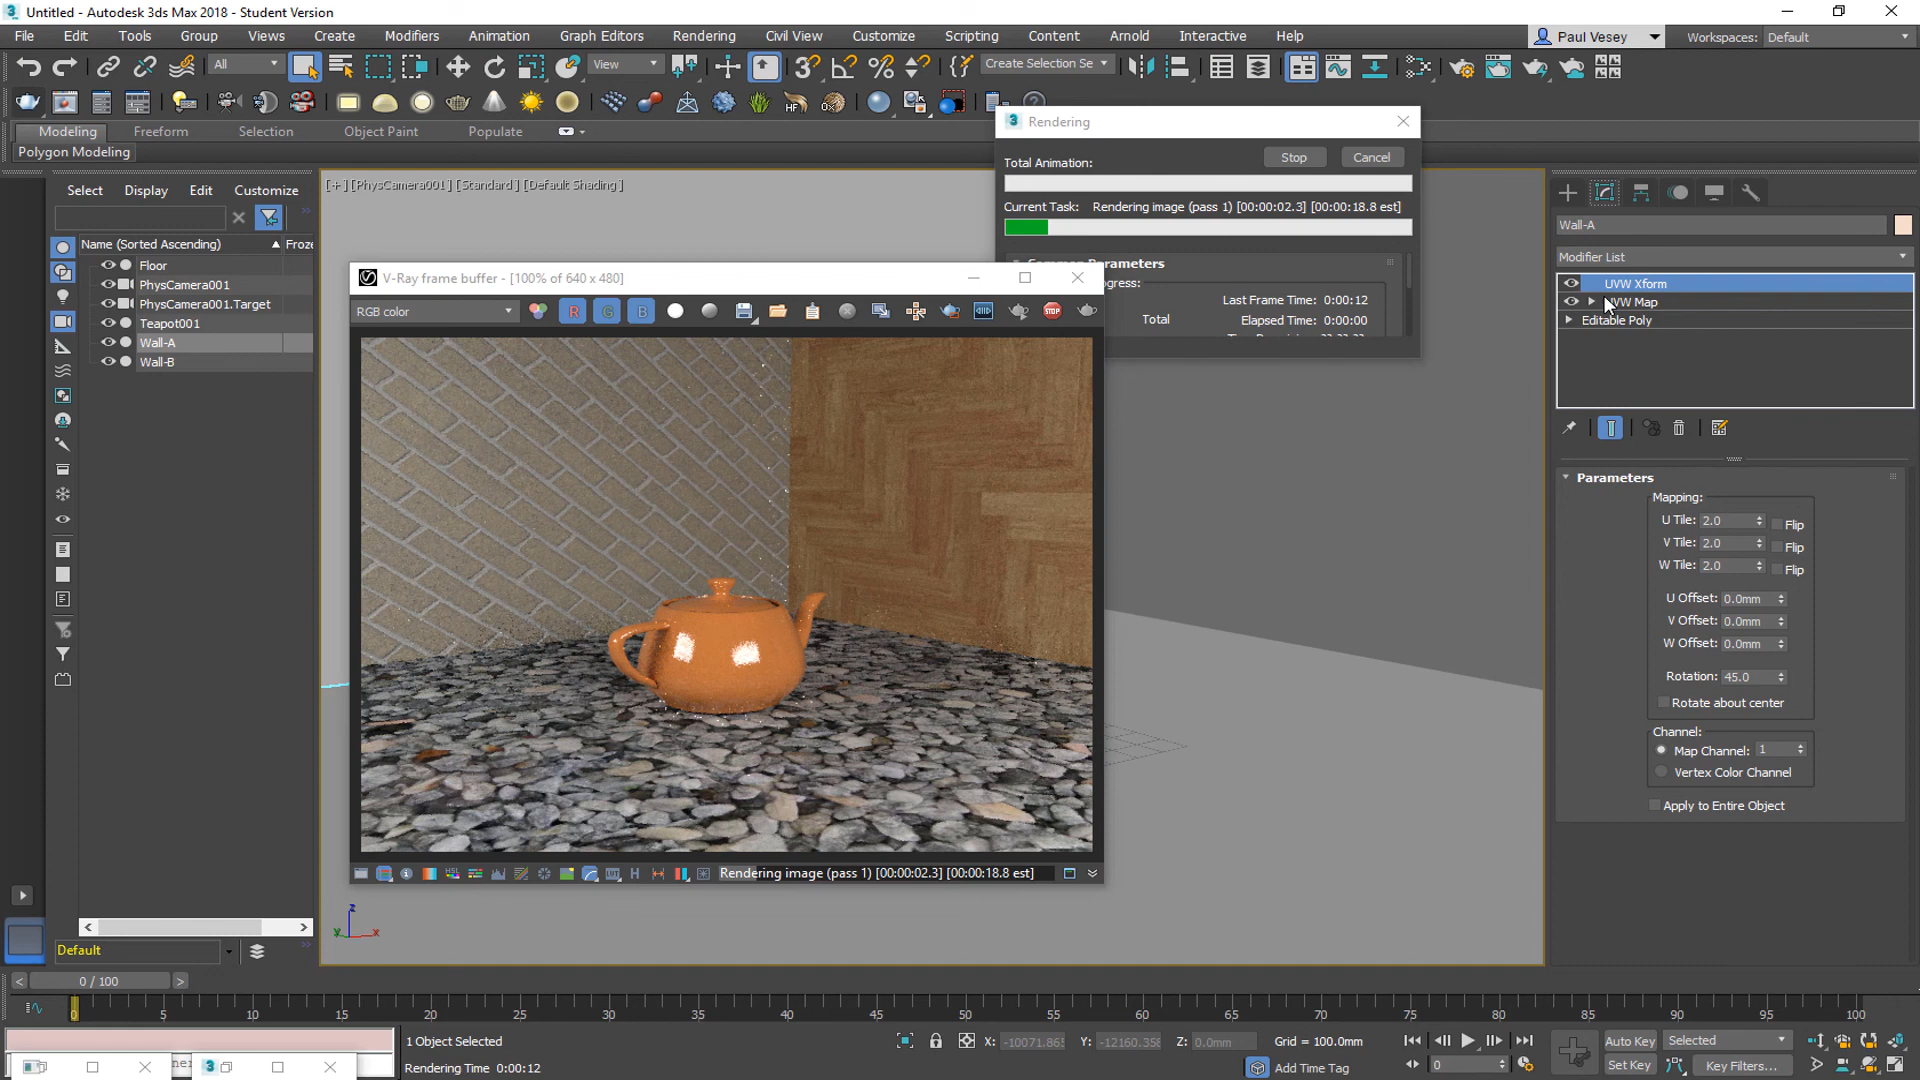 Untitled - Autodesk 3ds Max 2018 - Student Version
File Edit Tools Group Views Create Modifiers Animation Graph Editors Rendering Civil View Customize Scripting Content Arnold Interactive Help
Paul Vesey
Workspaces: Default
All
View
Create Selection Se
Modeling Freeform Selection Object Paint Populate
Polygon Modeling
Select Display Edit Customize
Name (Sorted Ascending)
Froze
Floor
PhysCamera001
PhysCamera001.Target
Teapot001
Wall-A
Wall-B
Default
[+] [PhysCamera001] [Standard] [Default Shading]
Rendering
Total Animation:
Stop
Cancel
Current Task: Rendering image (pass 1) [00:00:02.3] [00:00:18.8 est]
Common Parameters
ogress:
Last Frame Time: 0:00:12
Total
Elapsed Time: 0:00:00
V-Ray frame buffer - [100% of 640 x 480]
RGB color
R G B
HSL
LUT
H
Rendering image (pass 1) [00:00:02.3] [00:00:18.8 est]
Wall-A
Modifier List
UVW Xform
UVW Map
Editable Poly
Parameters
Mapping:
U Tile: 2.0 Flip
V Tile: 2.0 Flip
W Tile: 2.0 Flip
U Offset: 0.0mm
V Offset: 0.0mm
W Offset: 0.0mm
Rotation: 45.0
Rotate about center
Channel:
Map Channel: 1
Vertex Color Channel
Apply to Entire Object
z
y
x
0 / 100
0 5 10 15 20 25 30 35 40 45 50 55 60 65 70 75 80 85 90 95 100
1 Object Selected
Rendering Time 0:00:12
X: -10071.865
Y: -12160.358
Z: 0.0mm
Grid = 100.0mm
Add Time Tag
0
Auto Key
Selected
Set Key
Key Filters...